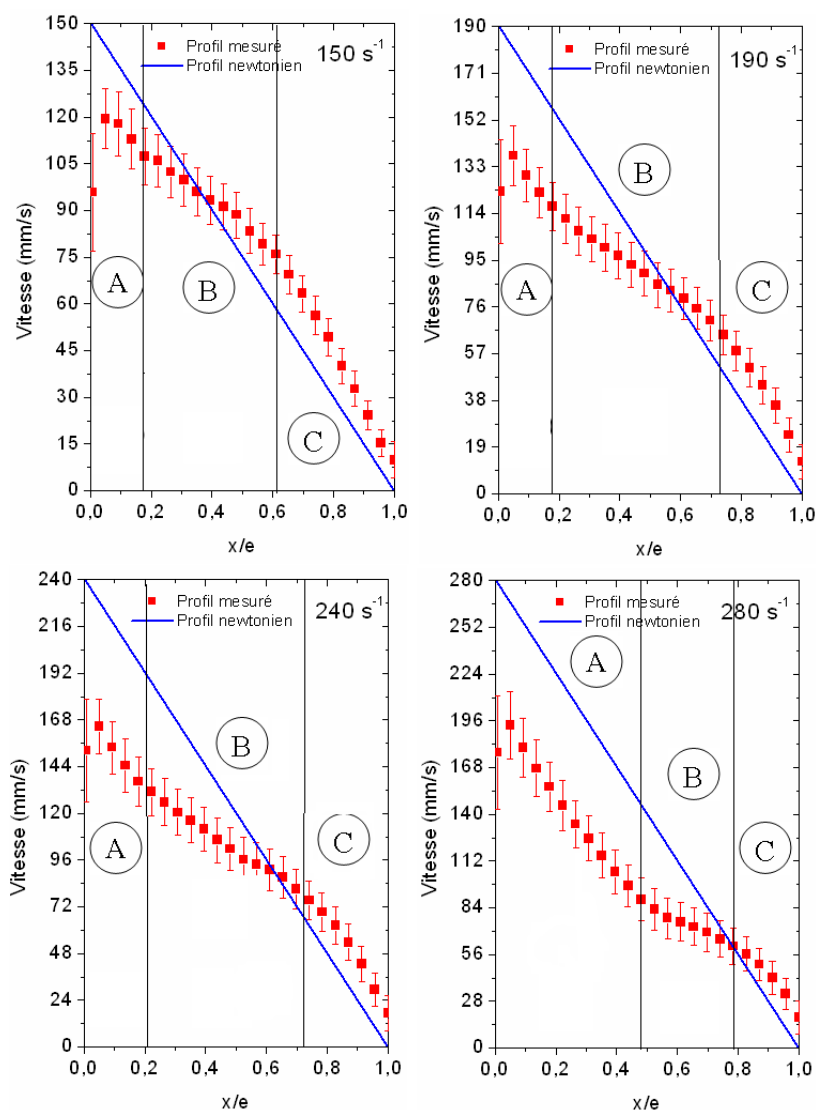 Profil mesuré
Profil newtonien
150 s⁻¹
Vitesse (mm/s)
150
135
120
105
90
75
60
45
30
15
0
A
B
C
0,0 0,2 0,4 0,6 0,8 1,0
x/e
Profil mesuré
Profil newtonien
190 s⁻¹
Vitesse (mm/s)
190
171
152
133
114
95
76
57
38
19
0
B
A
C
0,0 0,2 0,4 0,6 0,8 1,0
x/e
Profil mesuré
Profil newtonien
240 s⁻¹
Vitesse (mm/s)
240
216
192
168
144
120
96
72
48
24
0
B
A
C
0,0 0,2 0,4 0,6 0,8 1,0
x/e
Profil mesuré
Profil newtonien
280 s⁻¹
Vitesse (mm/s)
280
252
224
196
168
140
112
84
56
28
0
A
B
C
0,0 0,2 0,4 0,6 0,8 1,0
x/e